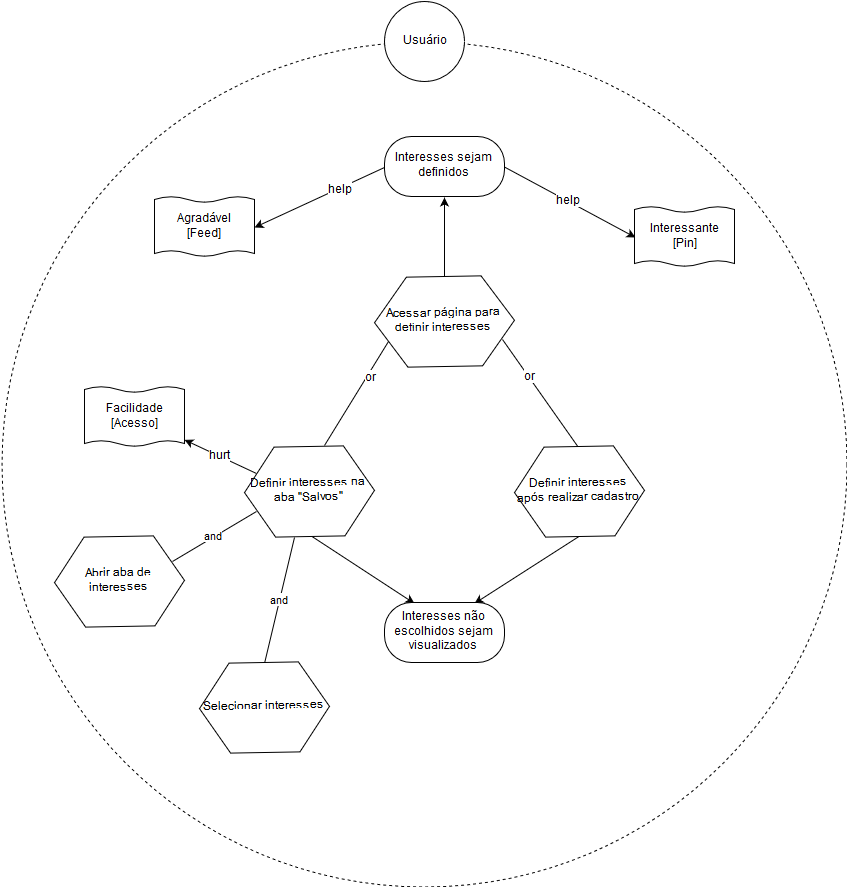 Usuário
Interesses sejam
definidos
help
help
Agradável
[Feed]
Interessante
[Pin]
Acessar página para
definir interesses
or
or
Facilidade
[Acesso]
hurt
Definir interesses na
aba "Salvos"
Definir interesses
após realizar cadastro
and
Abrir aba de
interesses
and
Interesses não
escolhidos sejam
visualizados
Selecionar interesses